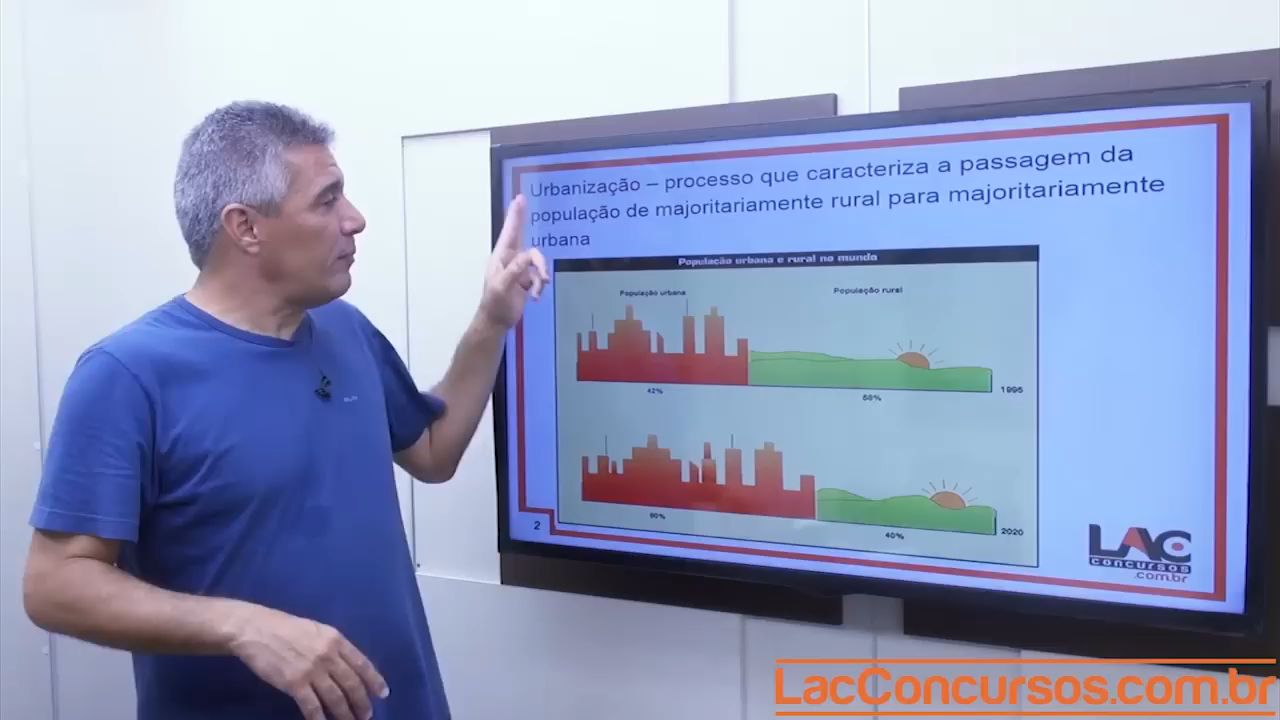 Urbanização – processo que caracteriza a passagem da
população de majoritariamente rural para majoritariamente
urbana
População urbana e rural no mundo
População urbana
População rural
42%
58%
1995
60%
40%
2020
2
LAC
concursos
.com.br
LacConcursos.com.br